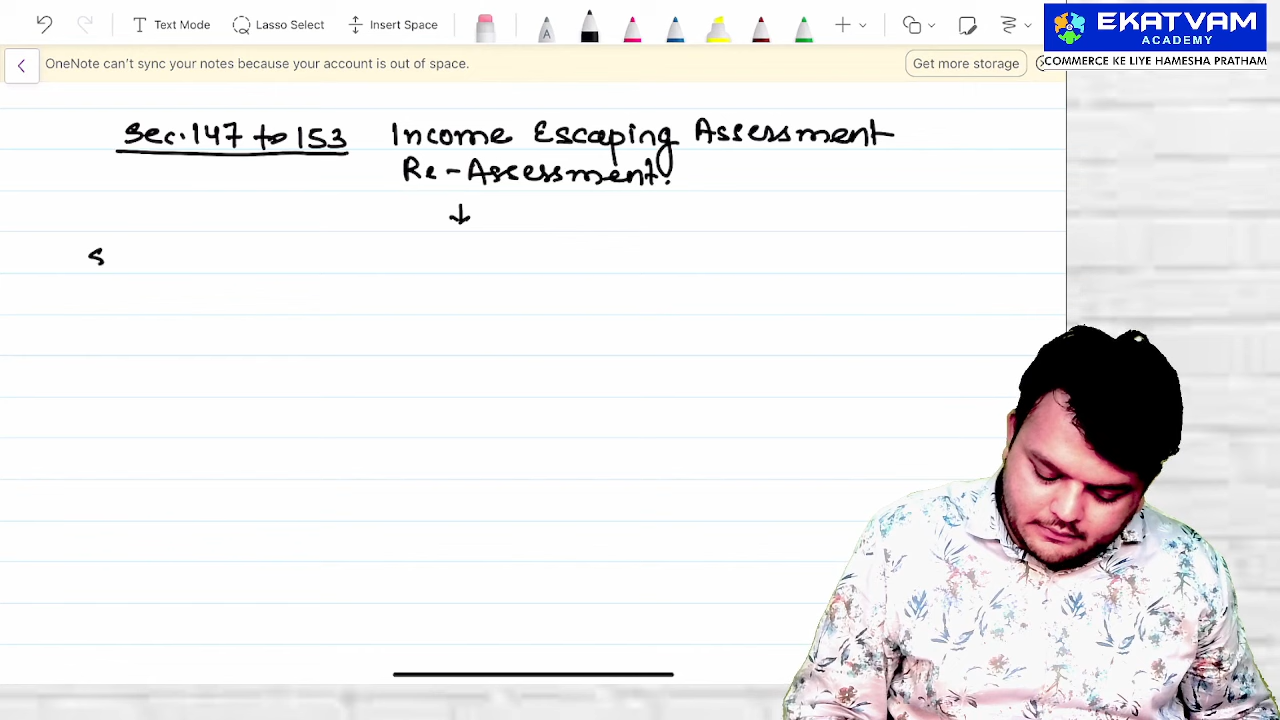 Text Mode Lasso Select Insert Space
A
EKATVAM
ACADEMY
COMMERCE KE LIYE HAMESHA PRATHAM
OneNote can't sync your notes because your account is out of space. Get more storage
Sec. 147 to 153 Income Escaping Assessment
Re-Assessment.
↓
S